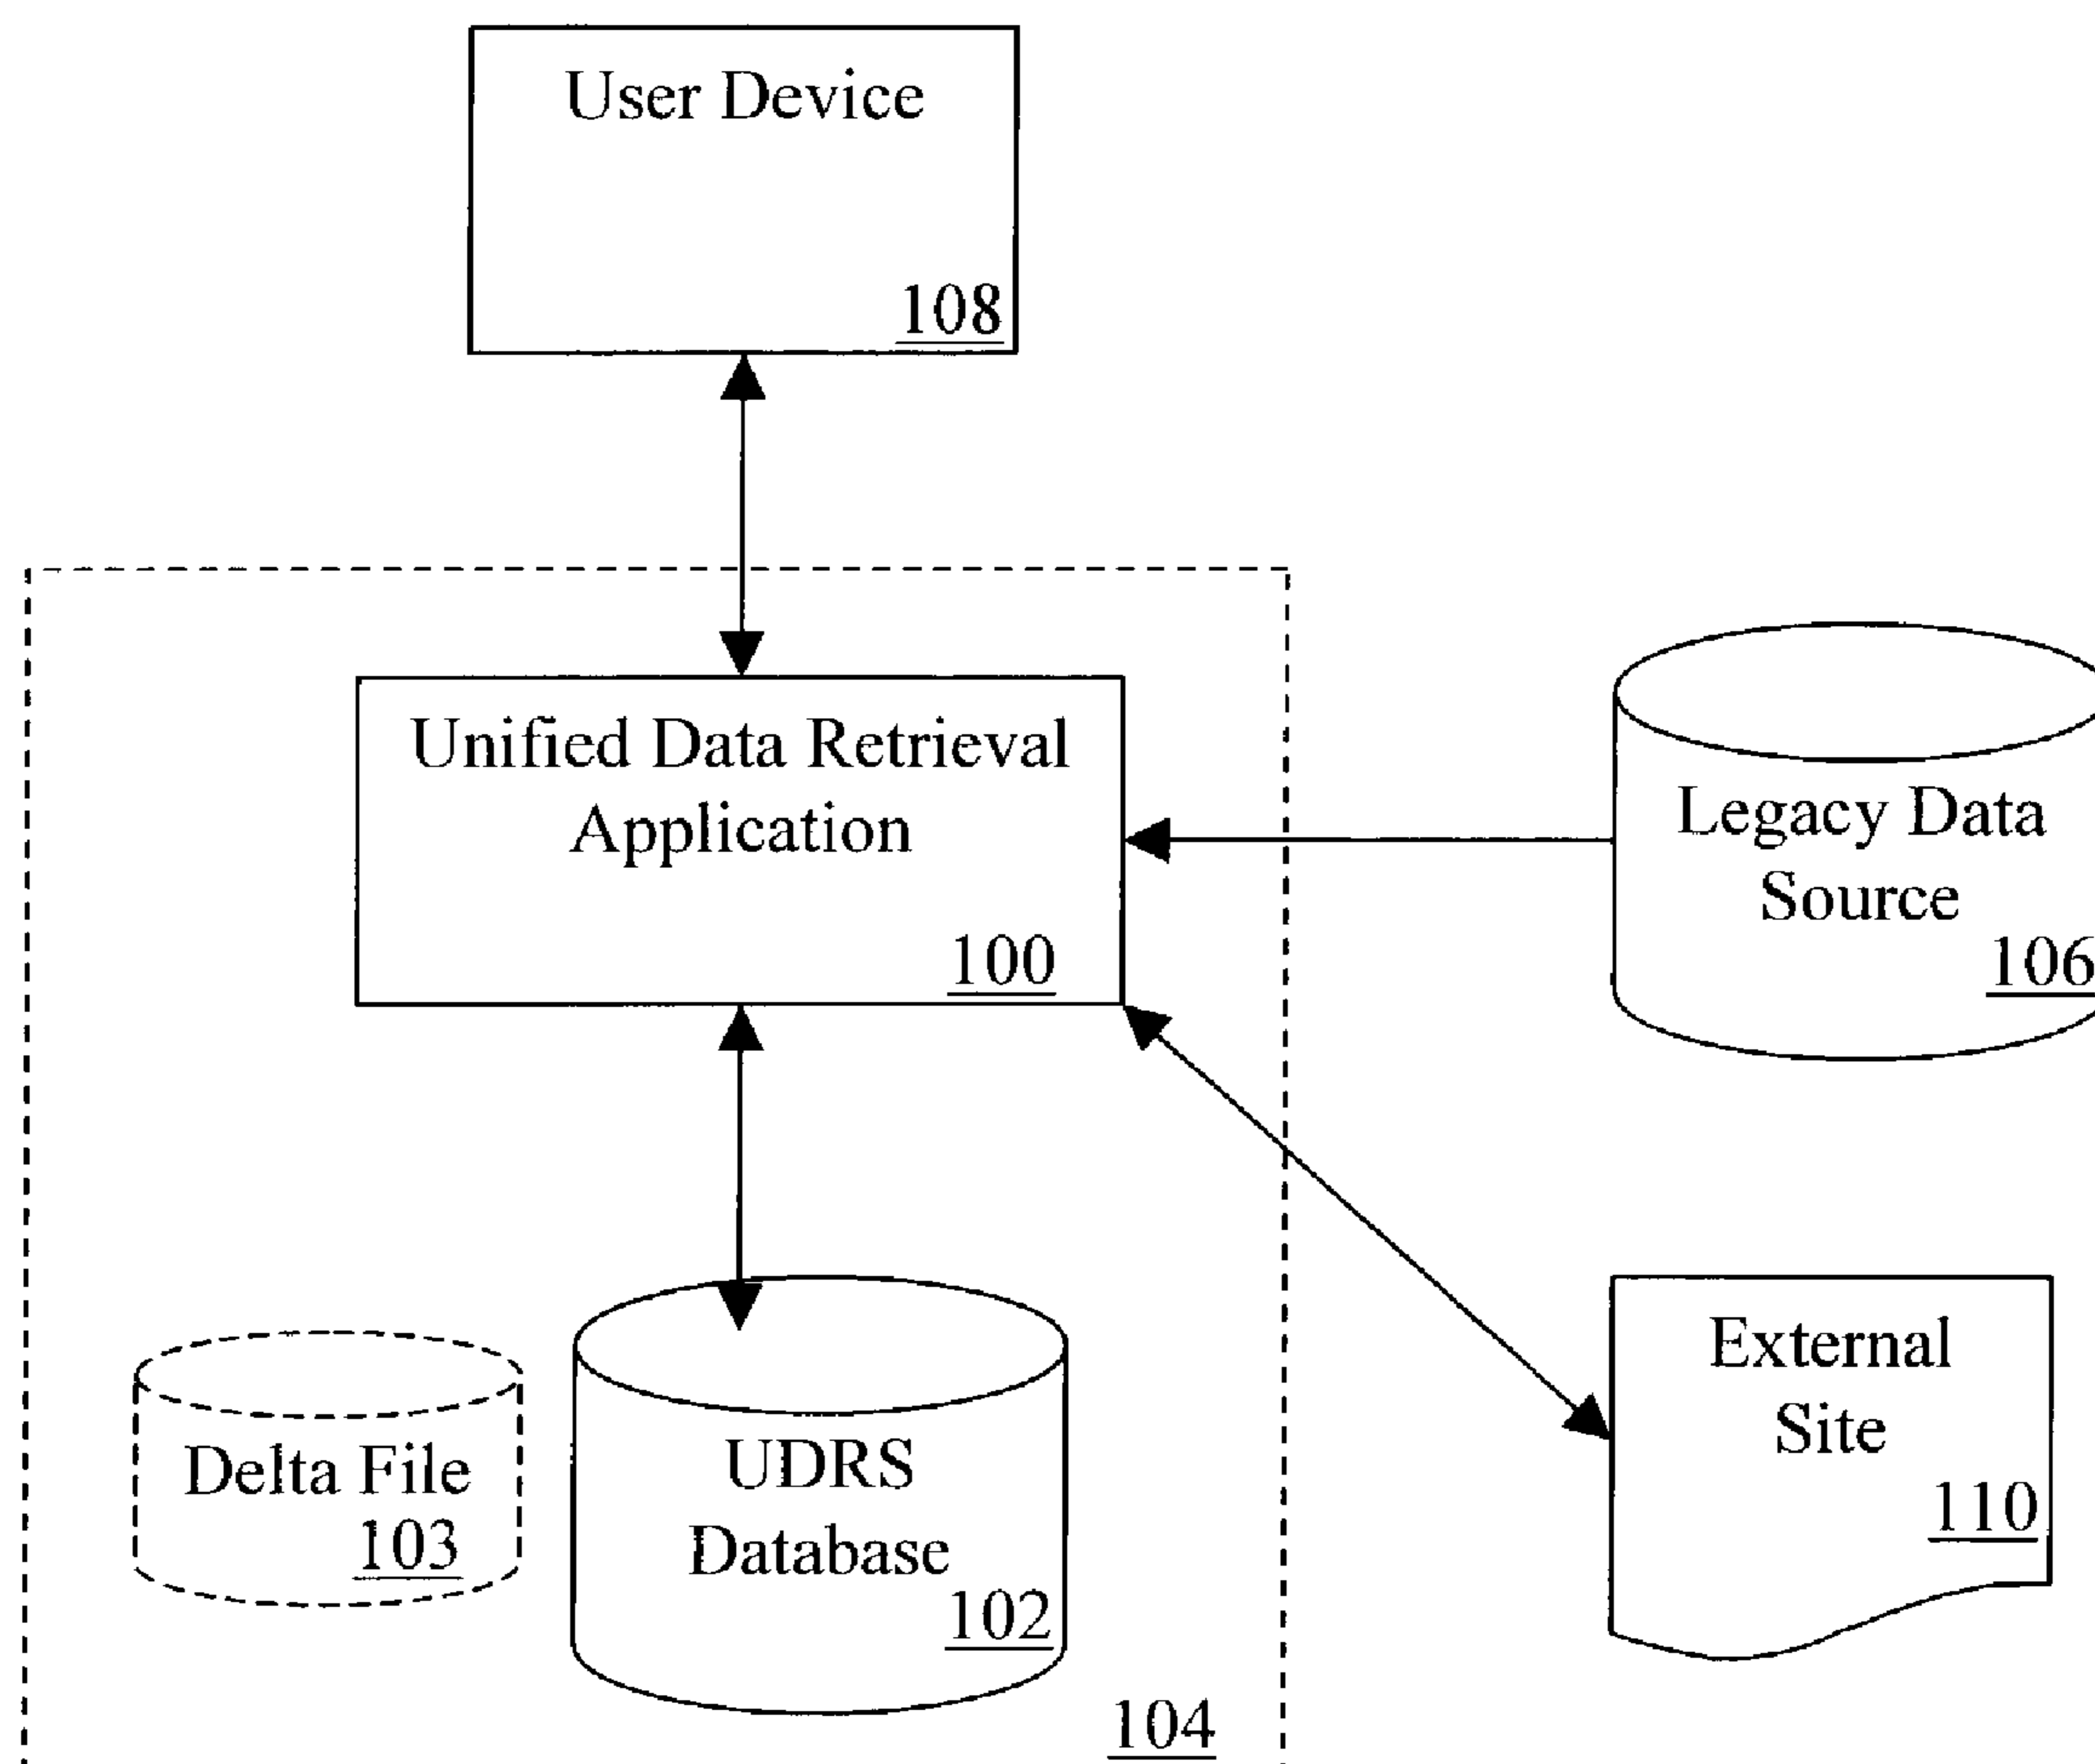 User Device
108
Unified Data Retrieval
Application
100
Legacy Data
Source
106
External
Site
110
Delta File
103
UDRS
Database
102
104